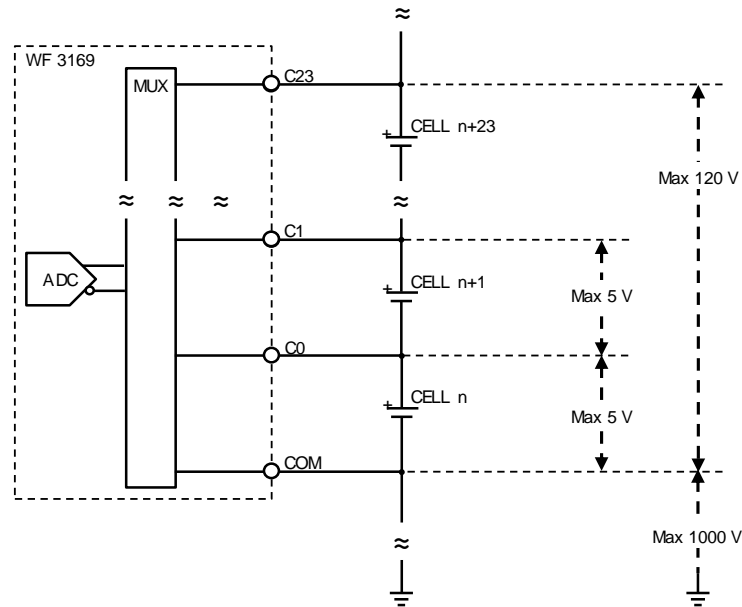 WF 3169
MUX
C23
CELL n+23
Max 120 V
C1
ADC
CELL n+1
Max 5 V
C0
CELL n
Max 5 V
COM
Max 1000 V